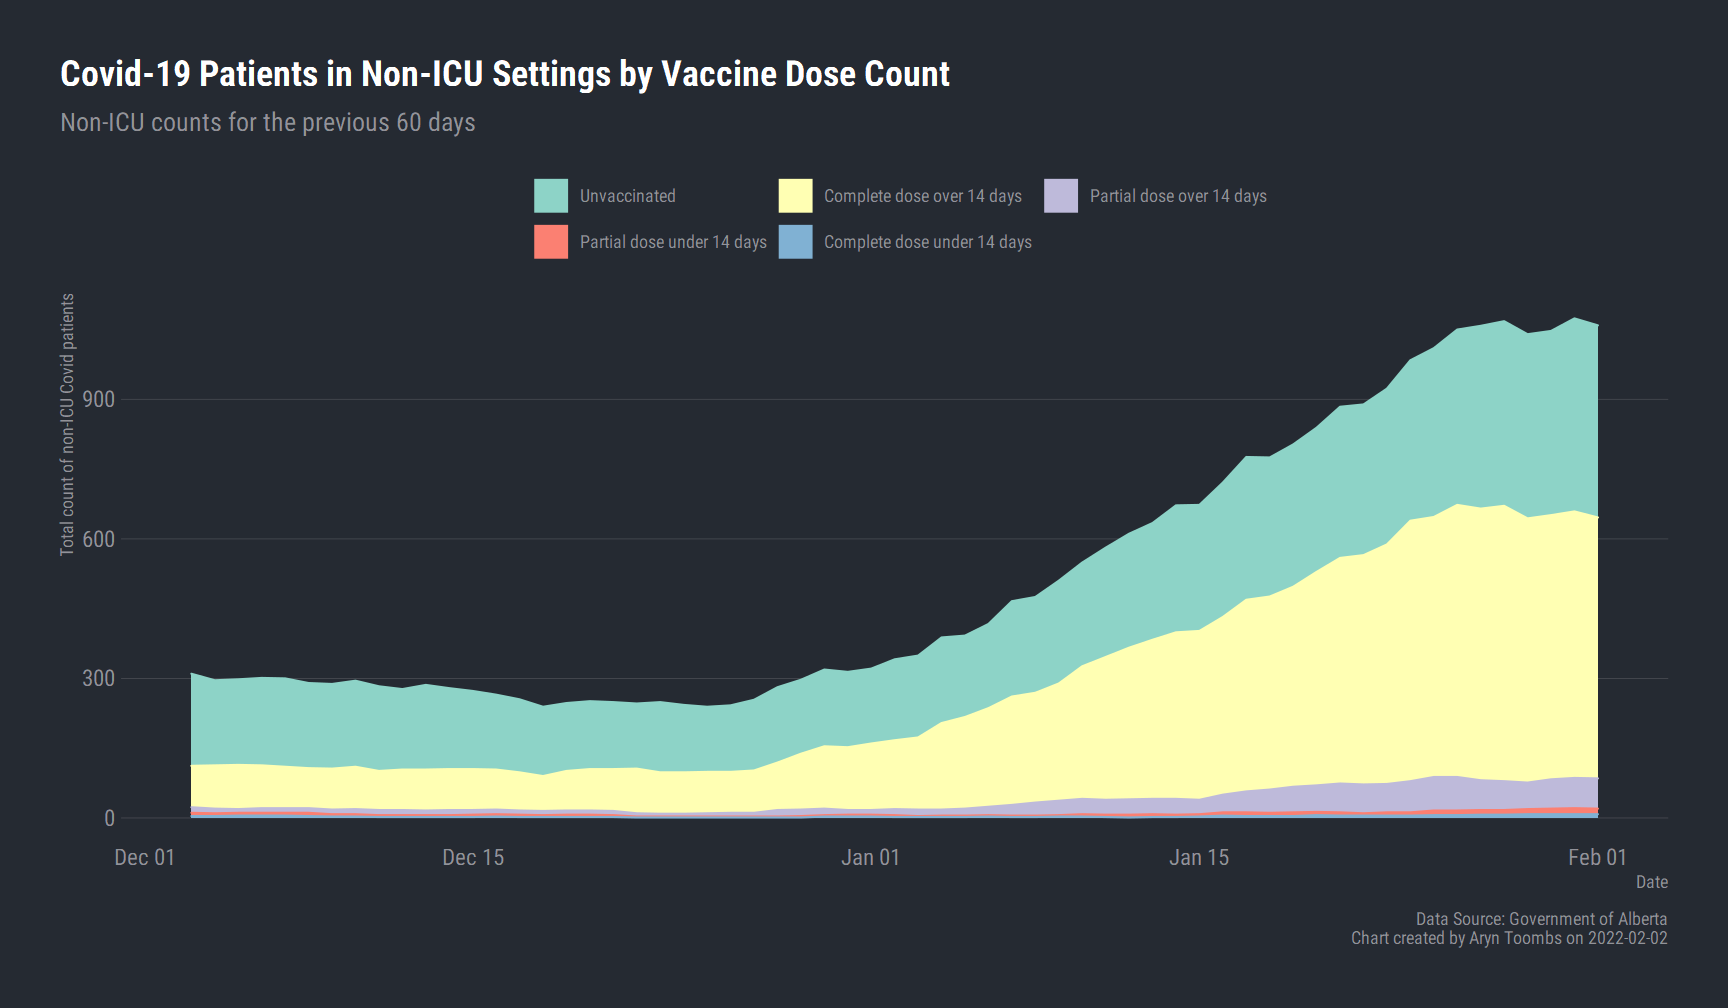 Covid-19 Patients in Non-ICU Settings by Vaccine Dose Count
Non-ICU counts for the previous 60 days
Unvaccinated
Complete dose over 14 days
Partial dose over 14 days
Partial dose under 14 days
Complete dose under 14 days
Total count of non-ICU Covid patients
900
600
300
0
Dec 01
Dec 15
Jan 01
Jan 15
Feb 01
Date
Data Source: Government of Alberta
Chart created by Aryn Toombs on 2022-02-02